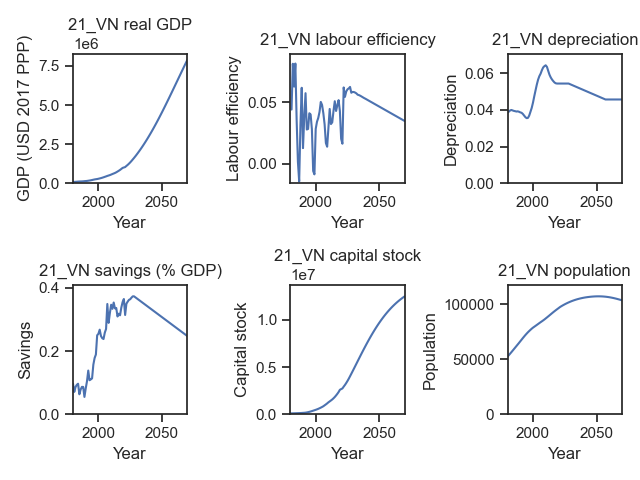 21_VN real GDP
1e6
GDP (USD 2017 PPP)
7.5
5.0
2.5
0.0
2000
2050
Year
21_VN labour efficiency
Labour efficiency
0.05
0.00
2000
2050
Year
21_VN depreciation
Depreciation
0.06
0.04
0.02
0.00
2000
2050
Year
21_VN savings (% GDP)
Savings
0.4
0.2
0.0
2000
2050
Year
21_VN capital stock
1e7
Capital stock
1.0
0.5
0.0
2000
2050
Year
21_VN population
Population
100000
50000
0
2000
2050
Year